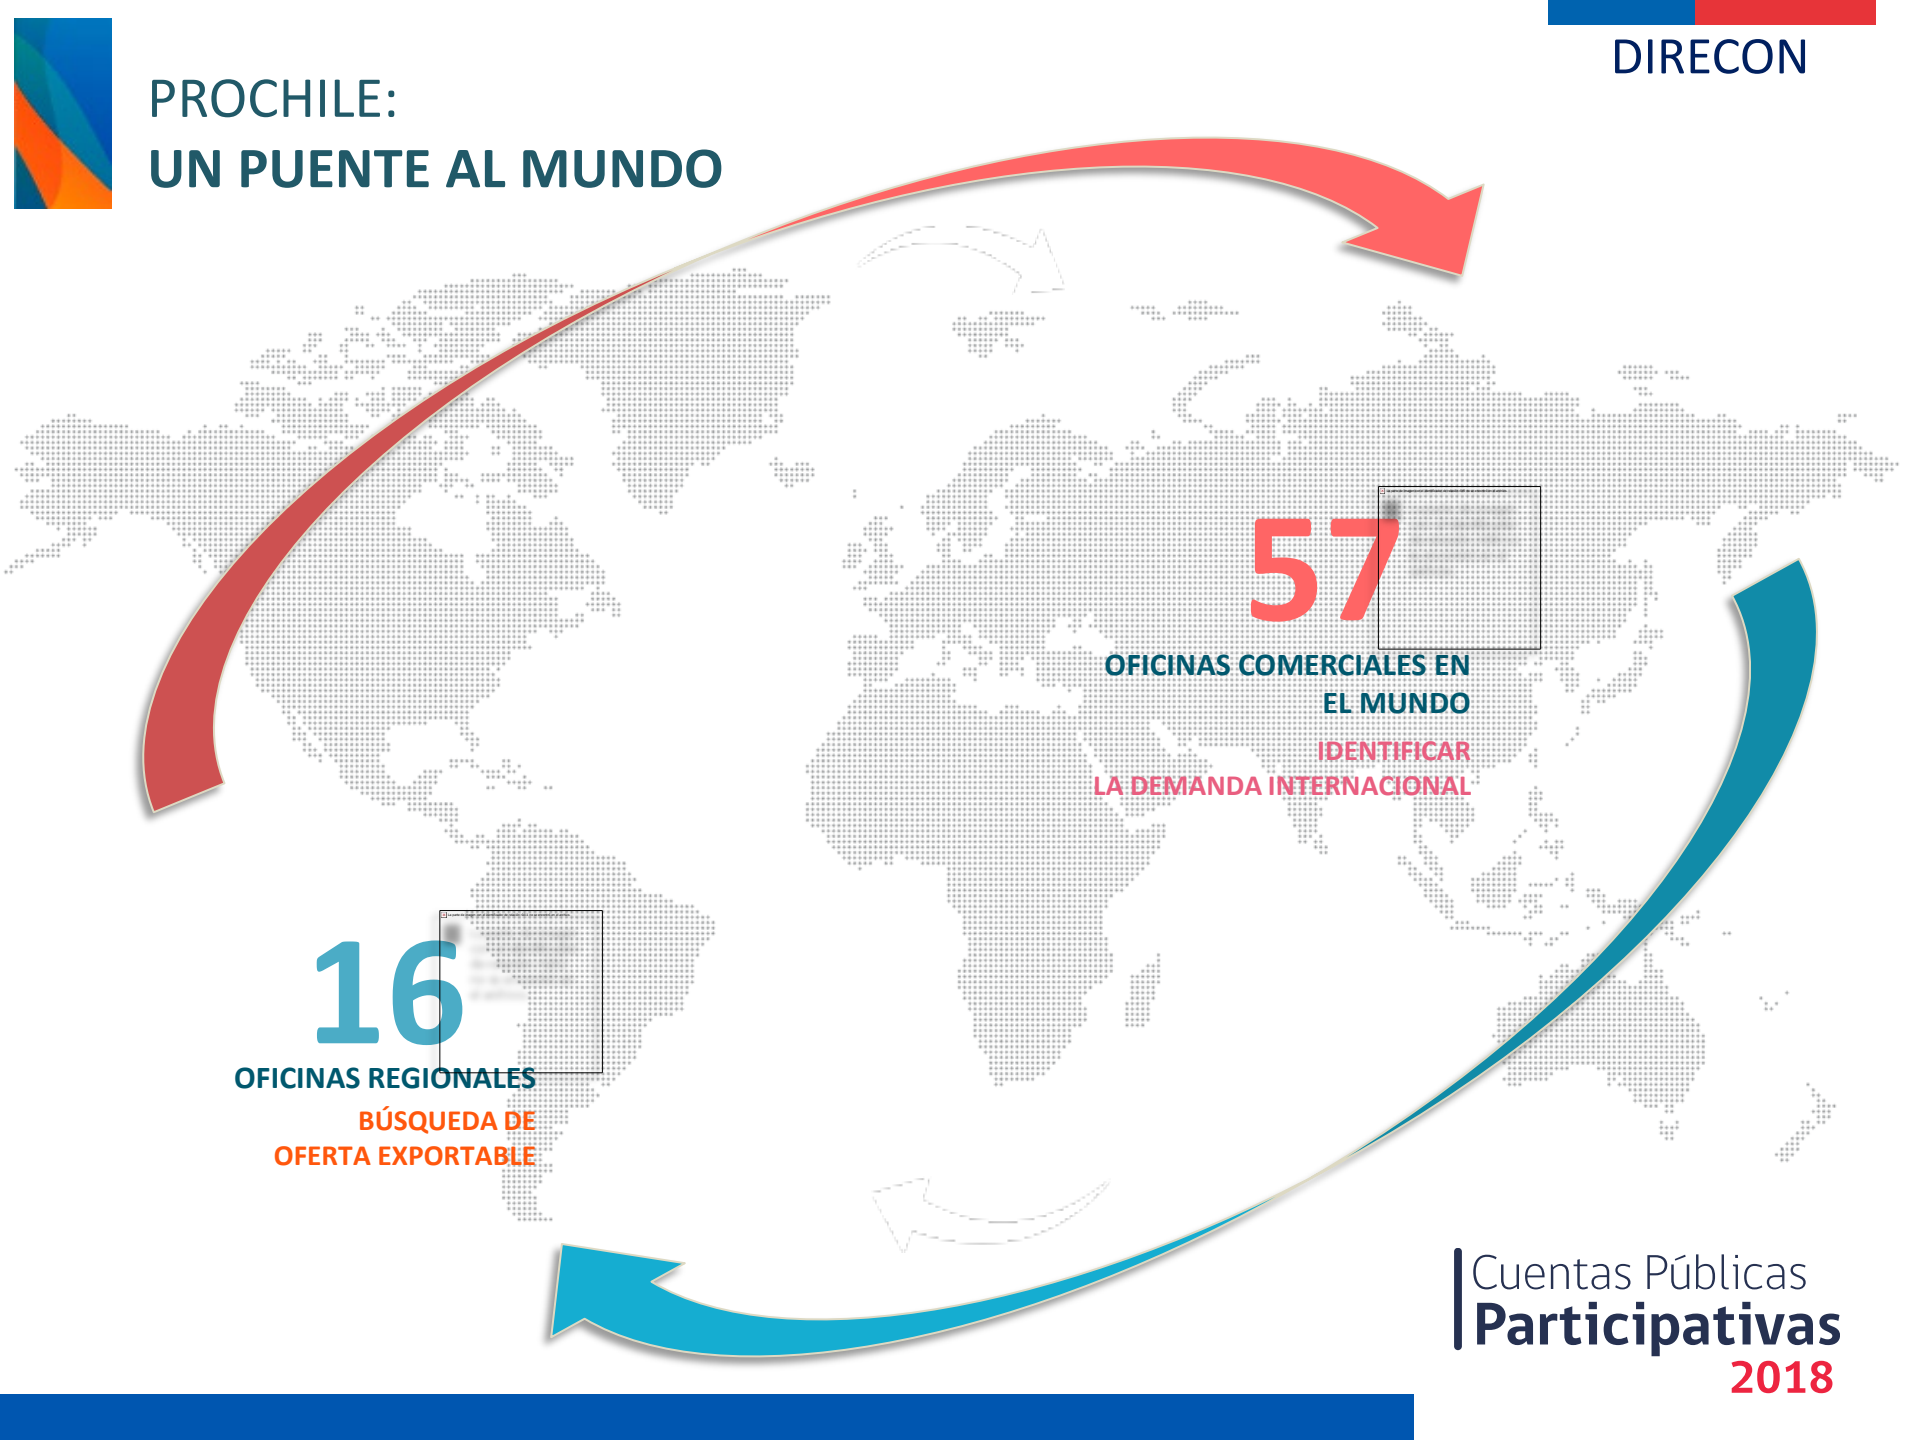 DIRECON
PROCHILE:
UN PUENTE AL MUNDO
57
OFICINAS COMERCIALES EN
EL MUNDO
IDENTIFICAR
LA DEMANDA INTERNACIONAL
16
OFICINAS REGIONALES
BÚSQUEDA DE
OFERTA EXPORTABLE
Cuentas Públicas
Participativas
2018